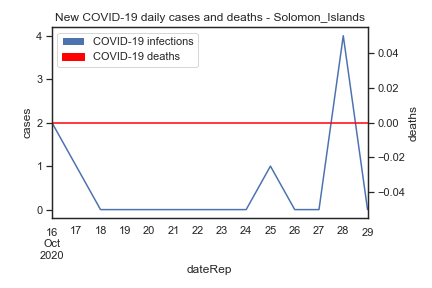 New COVID-19 daily cases and deaths - Solomon_Islands
COVID-19 infections
COVID-19 deaths
4
3
2
1
0
cases
0.04
0.02
0.00
−0.02
−0.04
deaths
16 17 18 19 20 21 22 23 24 25 26 27 28 29
Oct
2020
dateRep